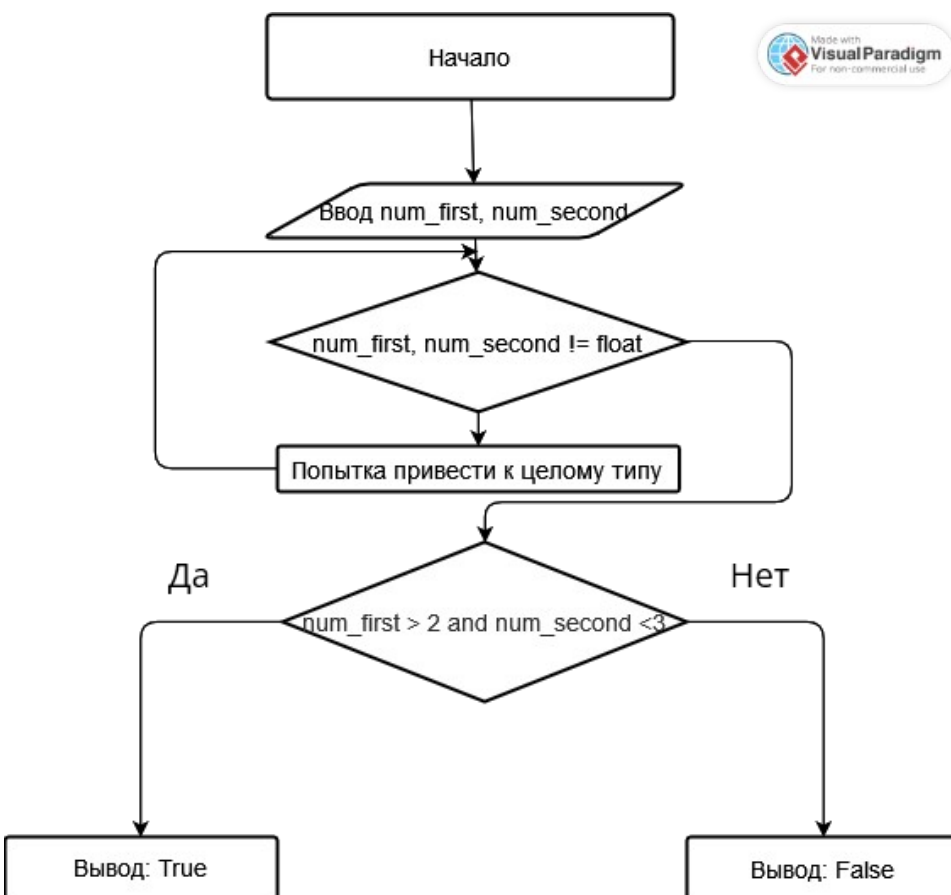 Начало
Made with
Visual Paradigm
For non-commercial use
Ввод num_first, num_second
num_first, num_second != float
Попытка привести к целому типу
Да
Нет
num_first > 2 and num_second <3
Вывод: True
Вывод: False